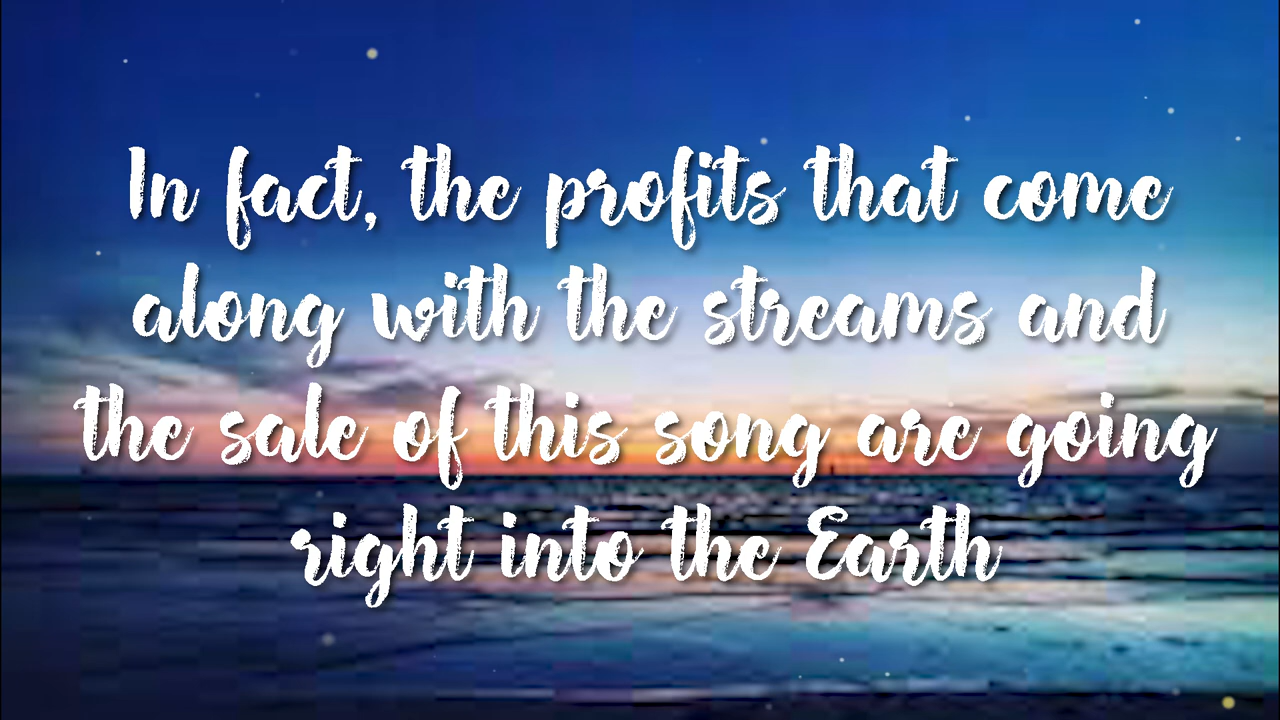 In fact, the profits that come
along with the streams and
the sale of this song are going
right into the Earth